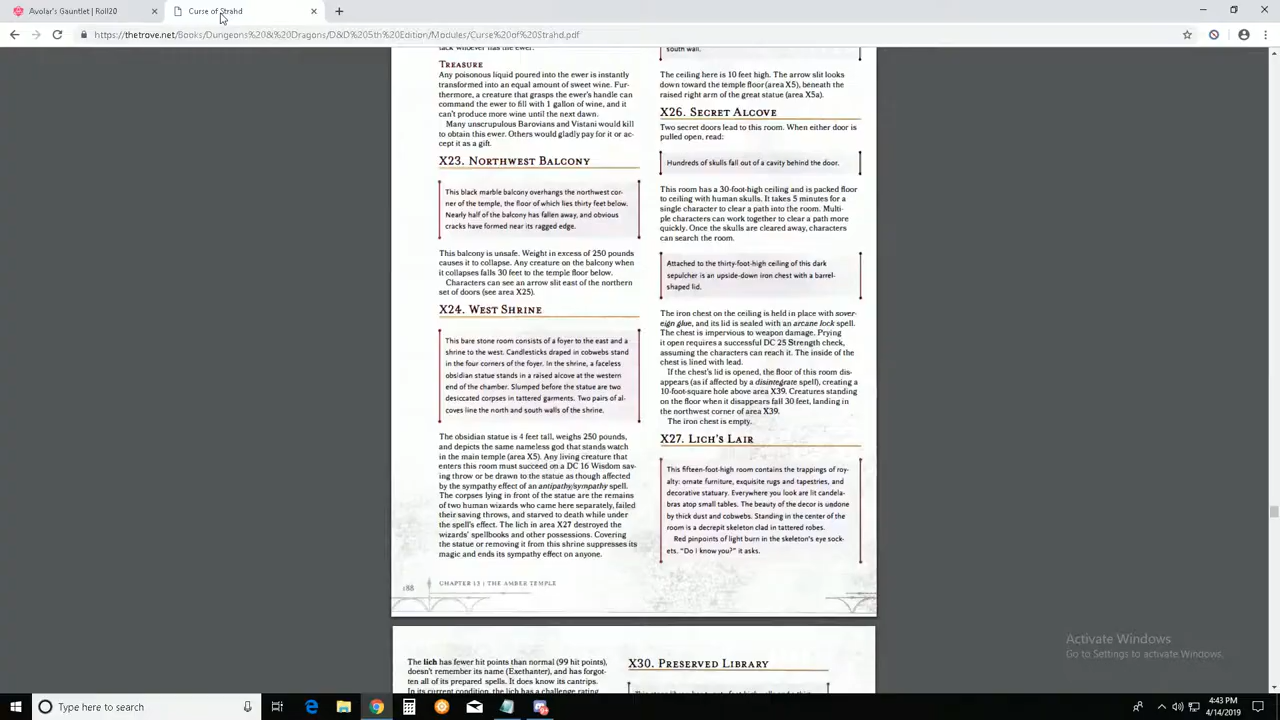 Avolar's Gauntlet | Roll20
Curse of Strahd
https://thetrove.net/Books/Dungeons%20&%20Dragons/D&D%205th%20Edition/Modules/Curse%20of%20Strahd.pdf
tack whoever has the ewer.
Treasure
Any poisonous liquid poured into the ewer is instantly
transformed into an equal amount of sweet wine. Fur-
thermore, a creature that grasps the ewer's handle can
command the ewer to fill with 1 gallon of wine, and it
can't produce more wine until the next dawn.
Many unscrupulous Barovians and Vistani would kill
to obtain this ewer. Others would gladly pay for it or ac-
cept it as a gift.
X23. Northwest Balcony
This black marble balcony overhangs the northwest cor-
ner of the temple, the floor of which lies thirty feet below.
Nearly half of the balcony has fallen away, and obvious
cracks have formed near its ragged edge.
This balcony is unsafe. Weight in excess of 250 pounds
causes it to collapse. Any creature on the balcony when
it collapses falls 30 feet to the temple floor below.
Characters can see an arrow slit east of the northern
set of doors (see area X25).
X24. West Shrine
This bare stone room consists of a foyer to the east and a
shrine to the west. Candlesticks draped in cobwebs stand
in the four corners of the foyer. In the shrine, a faceless
obsidian statue stands in a raised alcove at the western
end of the chamber. Slumped before the statue are two
desiccated corpses in tattered garments. Two pairs of al-
coves line the north and south walls of the shrine.
The obsidian statue is 4 feet tall, weighs 250 pounds,
and depicts the same nameless god that stands watch
in the main temple (area X5). Any living creature that
enters this room must succeed on a DC 16 Wisdom sav-
ing throw or be drawn to the statue as though affected
by the sympathy effect of an antipathy/sympathy spell.
The corpses lying in front of the statue are the remains
of two human wizards who came here separately, failed
their saving throws, and starved to death while under
the spell's effect. The lich in area X27 destroyed the
wizards' spellbooks and other possessions. Covering
the statue or removing it from this shrine suppresses its
magic and ends its sympathy effect on anyone.
188
CHAPTER 13 | THE AMBER TEMPLE
south wall.
The ceiling here is 10 feet high. The arrow slit looks
down toward the temple floor (area X5), beneath the
raised right arm of the great statue (area X5a).
X26. Secret Alcove
Two secret doors lead to this room. When either door is
pulled open, read:
Hundreds of skulls fall out of a cavity behind the door.
This room has a 30-foot-high ceiling and is packed floor
to ceiling with human skulls. It takes 5 minutes for a
single character to clear a path into the room. Multi-
ple characters can work together to clear a path more
quickly. Once the skulls are cleared away, characters
can search the room.
Attached to the thirty-foot-high ceiling of this dark
sepulcher is an upside-down iron chest with a barrel-
shaped lid.
The iron chest on the ceiling is held in place with sover-
eign glue, and its lid is sealed with an arcane lock spell.
The chest is impervious to weapon damage. Prying
it open requires a successful DC 25 Strength check,
assuming the characters can reach it. The inside of the
chest is lined with lead.
If the chest's lid is opened, the floor of this room dis-
appears (as if affected by a disintegrate spell), creating a
10-foot-square hole above area X39. Creatures standing
on the floor when it disappears fall 30 feet, landing in
the northwest corner of area X39.
The iron chest is empty.
X27. Lich's Lair
This fifteen-foot-high room contains the trappings of roy-
alty: ornate furniture, exquisite rugs and tapestries, and
decorative statuary. Everywhere you look are lit candela-
bras atop small tables. The beauty of the decor is undone
by thick dust and cobwebs. Standing in the center of the
room is a decrepit skeleton clad in tattered robes.
Red pinpoints of light burn in the skeleton's eye sock-
ets. "Do I know you?" it asks.
The lich has fewer hit points than normal (99 hit points),
doesn't remember its name (Exethanter), and has forgot-
ten all of its prepared spells. It does know its cantrips.
In its current condition, the lich has a challenge rating
X30. Preserved Library
Activate Windows
Go to Settings to activate Windows.
Type here to search
4:43 PM
4/14/2019